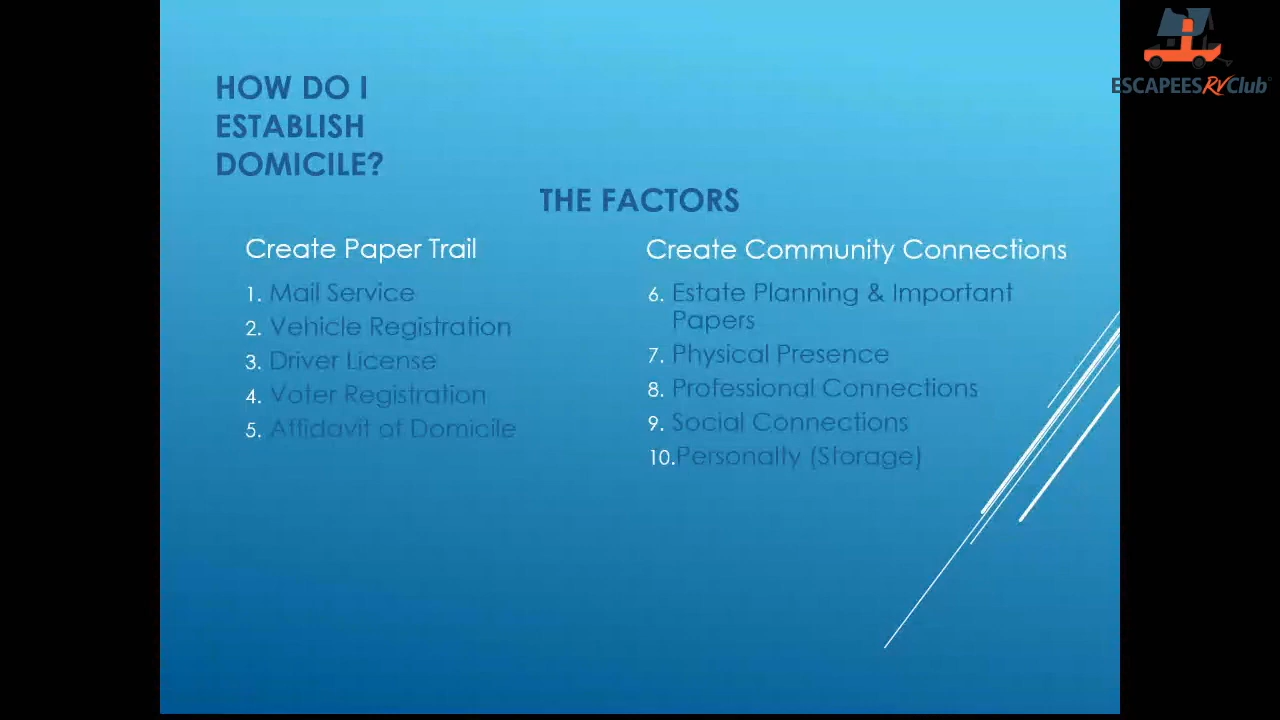 ESCAPEES RV Club
HOW DO I
ESTABLISH
DOMICILE?
THE FACTORS
Create Paper Trail
1. Mail Service
2. Vehicle Registration
3. Driver License
4. Voter Registration
5. Affidavit of Domicile
Create Community Connections
6. Estate Planning & Important
Papers
7. Physical Presence
8. Professional Connections
9. Social Connections
10. Personalty (Storage)